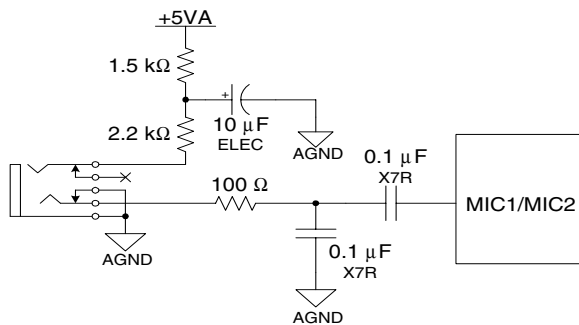 +5VA
1.5 kΩ
2.2 kΩ
+
10 μF
ELEC
AGND
0.1 μF
X7R
100 Ω
MIC1/MIC2
AGND
0.1 μF
X7R
AGND